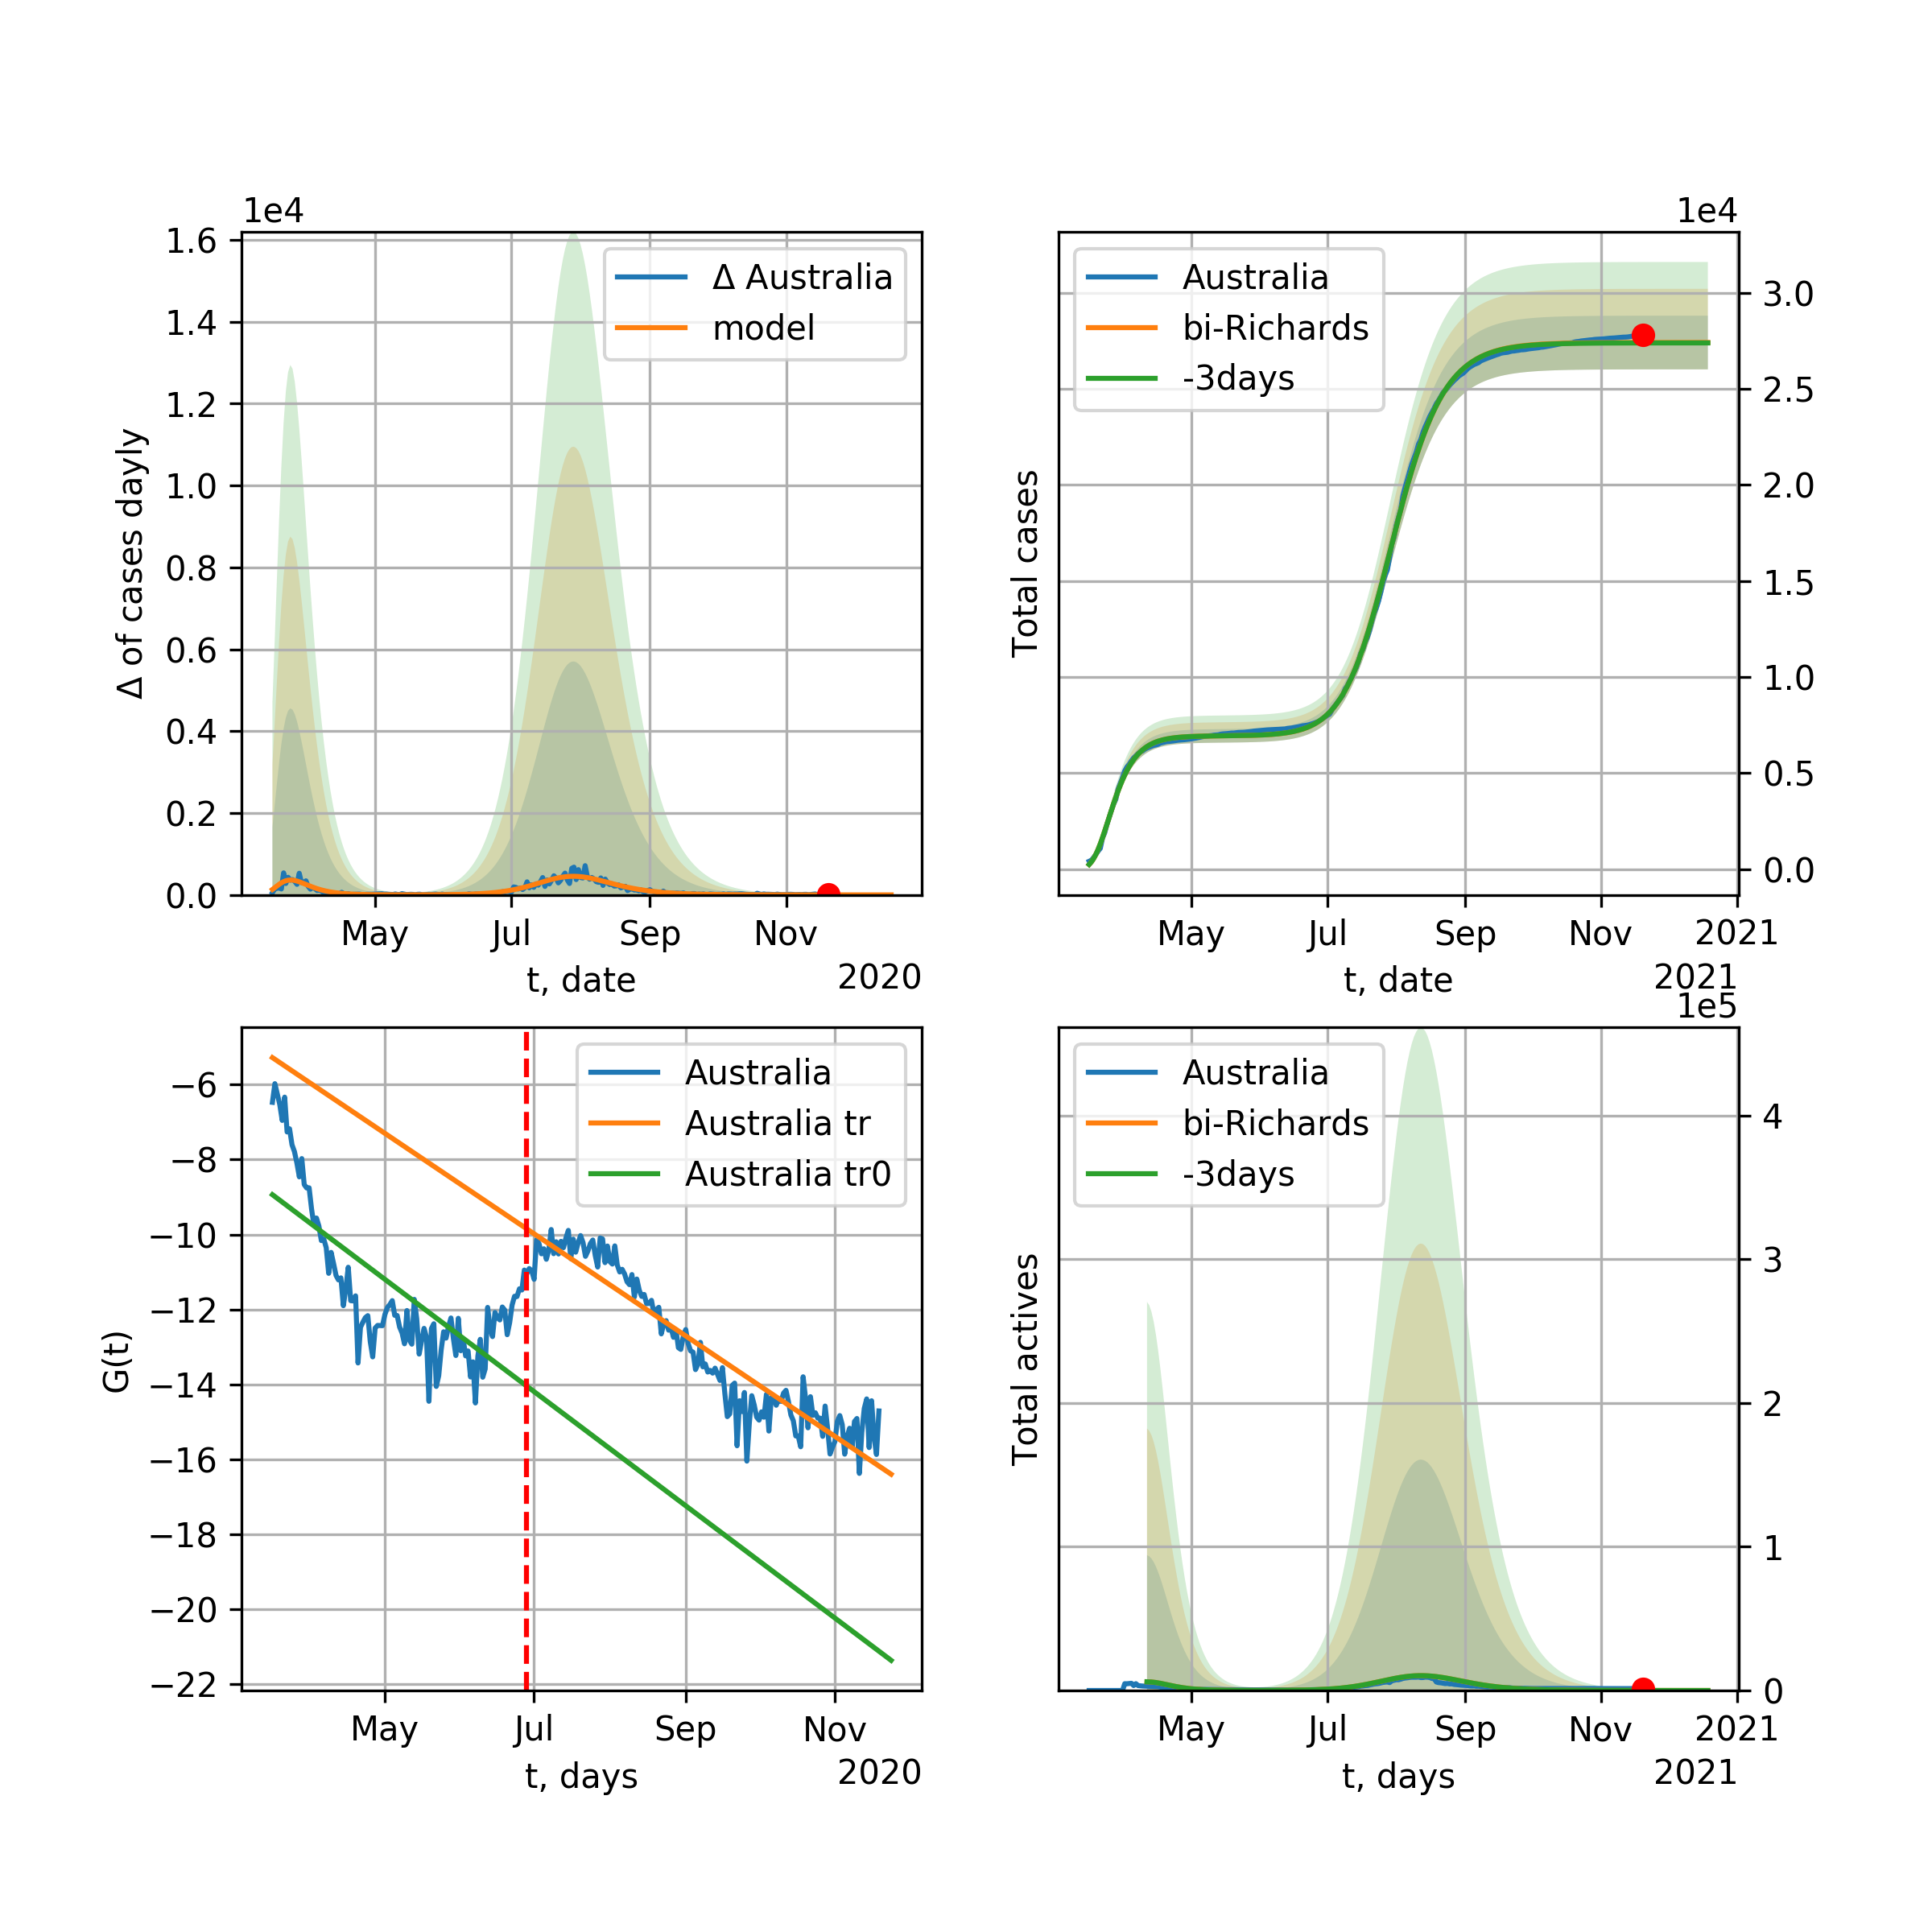 1e4
1.6
1.4
1.2
1.0
0.8
0.6
0.4
0.2
0.0
Δ of cases dayly
Δ Australia
model
May Jul Sep Nov
t, date
2020
1e4
Australia
bi-Richards
-3days
Total cases
3.0
2.5
2.0
1.5
1.0
0.5
0.0
May Jul Sep Nov 2021
t, date
2021
−6
−8
−10
−12
−14
−16
−18
−20
−22
G(t)
Australia
Australia tr
Australia tr0
May Jul Sep Nov
t, days
2020
1e5
Australia
bi-Richards
-3days
Total actives
4
3
2
1
0
May Jul Sep Nov 2021
t, days
2021